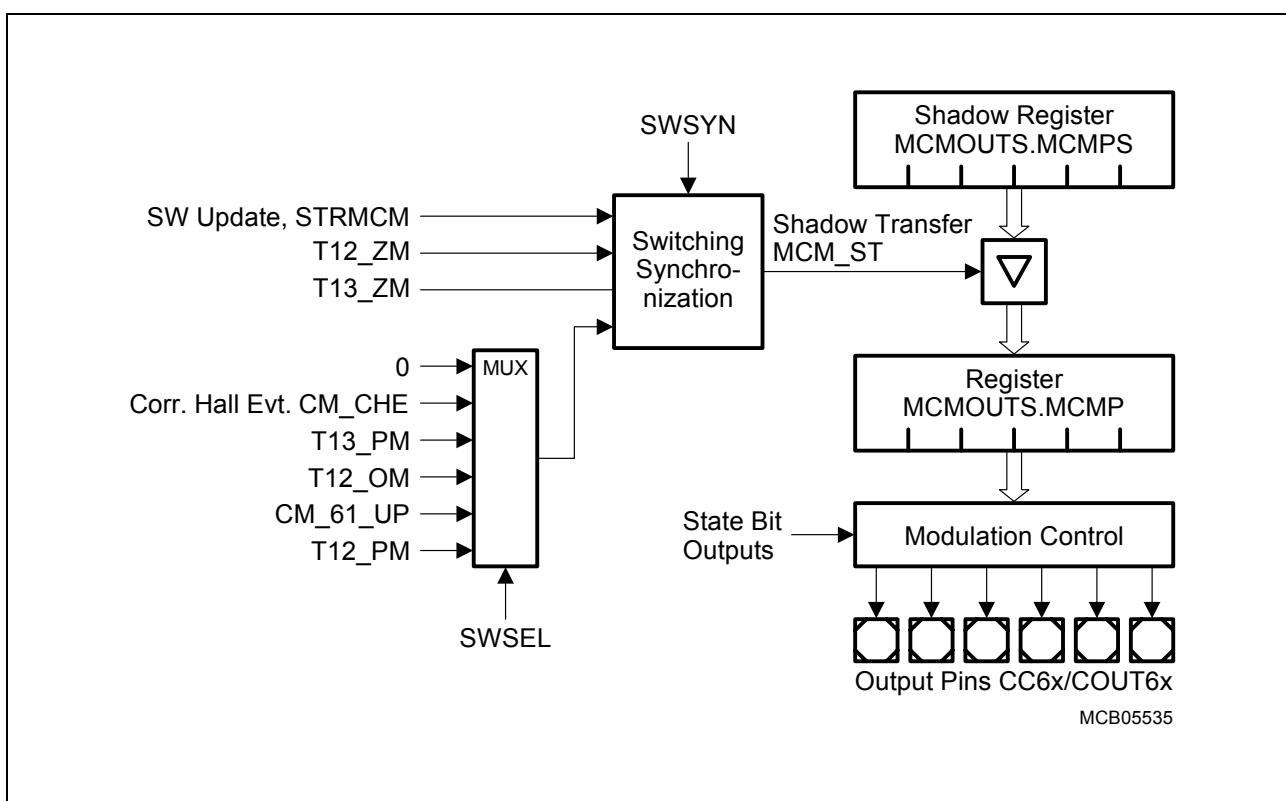 SWSYN
SW Update, STRMCM
T12_ZM
T13_ZM
Switching
Synchro-
nization
Shadow Transfer
MCM_ST
Shadow Register
MCMOUTS.MCMPS
0
Corr. Hall Evt. CM_CHE
T13_PM
T12_OM
CM_61_UP
T12_PM
MUX
SWSEL
Register
MCMOUTS.MCMP
State Bit
Outputs
Modulation Control
Output Pins CC6x/COUT6x
MCB05535